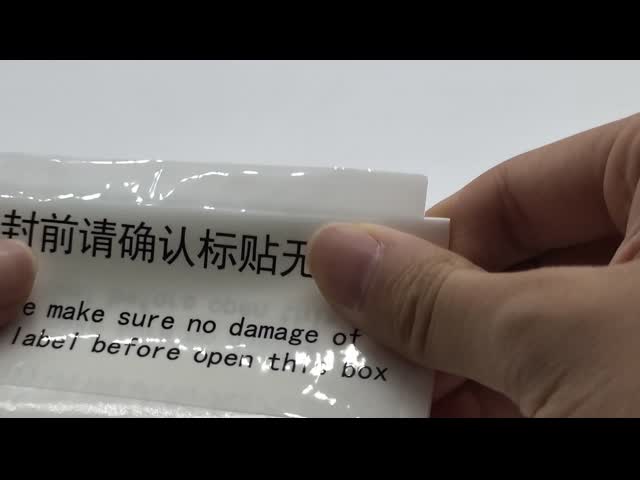 封前请确认标贴无
e make sure no damage of
label before open this box